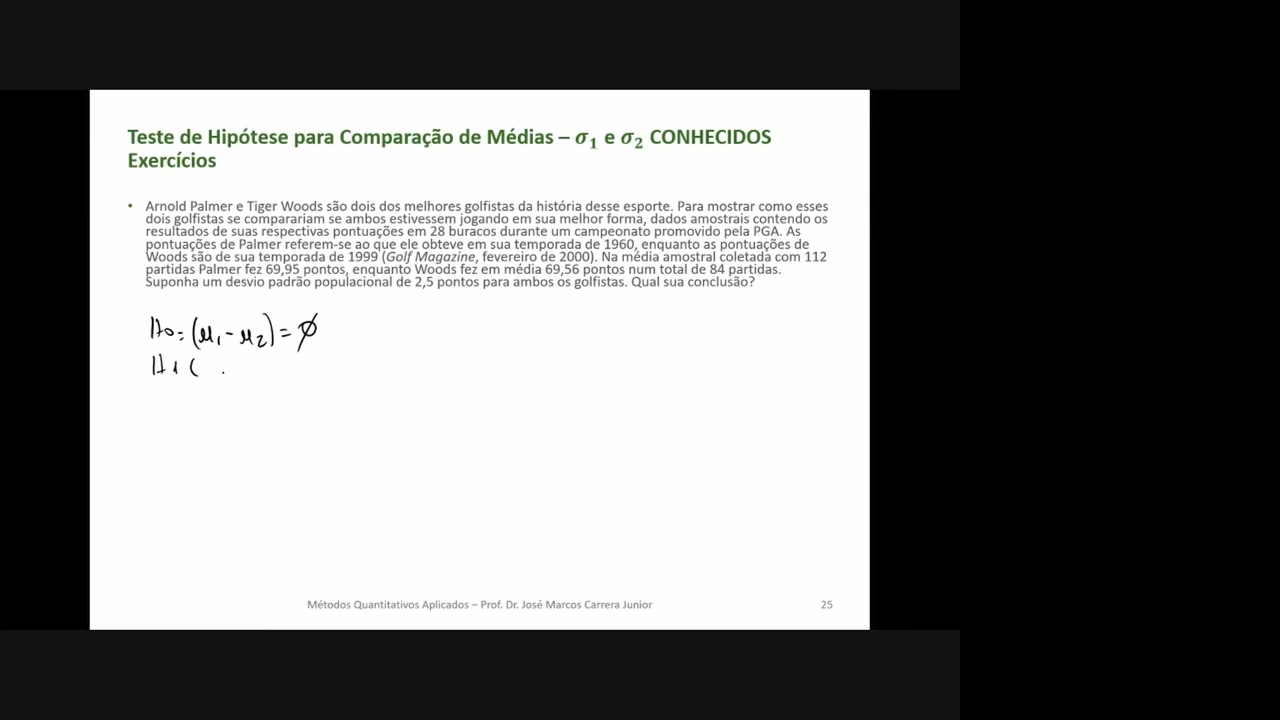 Teste de Hipótese para Comparação de Médias – σ₁ e σ₂ CONHECIDOS
Exercícios
• Arnold Palmer e Tiger Woods são dois dos melhores golfistas da história desse esporte. Para mostrar como esses
dois golfistas se comparariam se ambos estivessem jogando em sua melhor forma, dados amostrais contendo os
resultados de suas respectivas pontuações em 28 buracos durante um campeonato promovido pela PGA. As
pontuações de Palmer referem-se ao que ele obteve em sua temporada de 1960, enquanto as pontuações de
Woods são de sua temporada de 1999 (Golf Magazine, fevereiro de 2000). Na média amostral coletada com 112
partidas Palmer fez 69,95 pontos, enquanto Woods fez em média 69,56 pontos num total de 84 partidas.
Suponha um desvio padrão populacional de 2,5 pontos para ambos os golfistas. Qual sua conclusão?
H0: (μ1 - μ2) = ∅
H1 (
Métodos Quantitativos Aplicados – Prof. Dr. José Marcos Carrera Junior
25